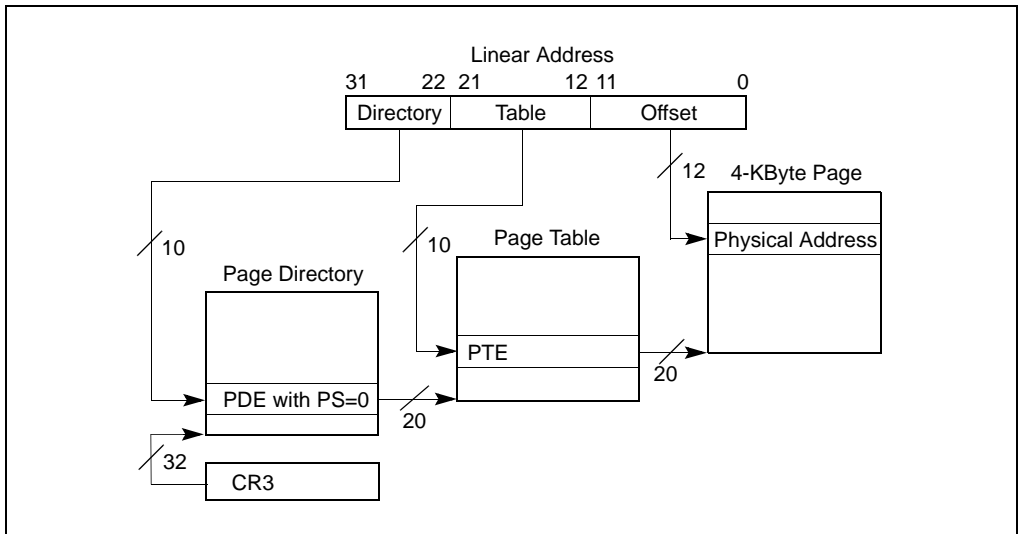 Linear Address
31 22 21 12 11 0
Directory Table Offset
12
4-KByte Page
Physical Address
10
10
Page Table
Page Directory
PTE
20
PDE with PS=0
20
32
CR3